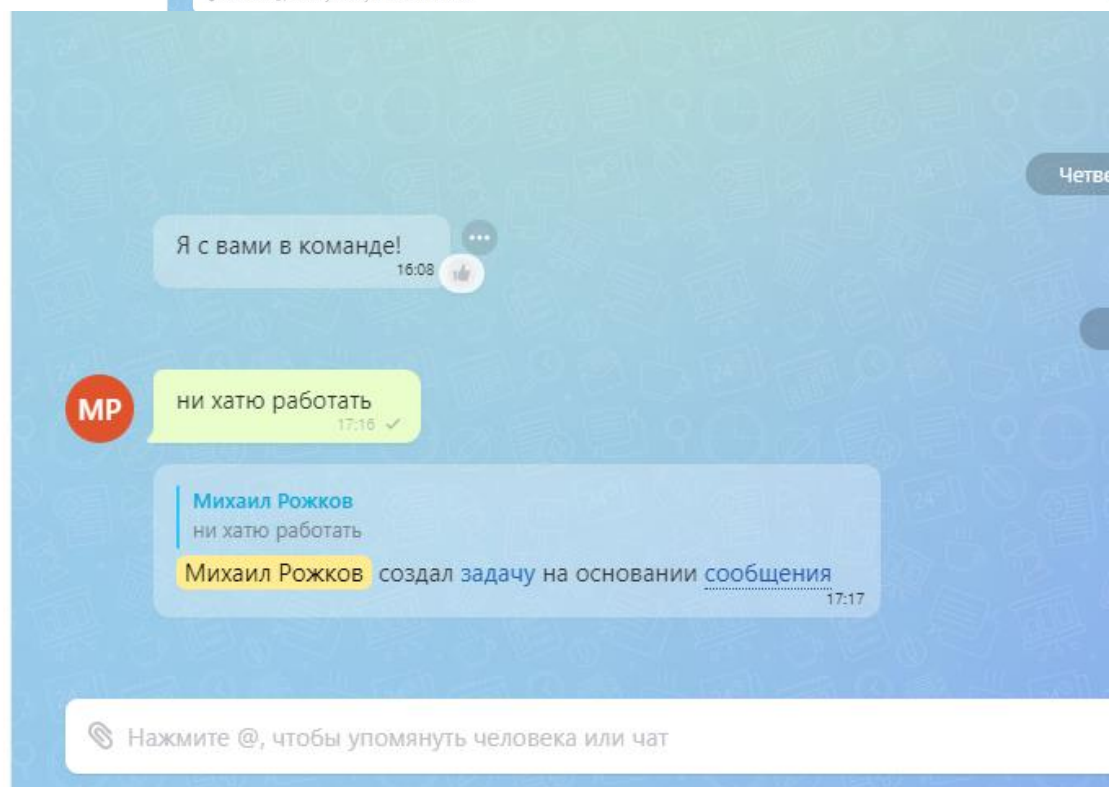 Четве
Я с вами в команде!
16:08
МР
ни хатю работать
17:16
Михаил Рожков
ни хатю работать
Михаил Рожков создал задачу на основании сообщения
17:17
Нажмите @, чтобы упомянуть человека или чат